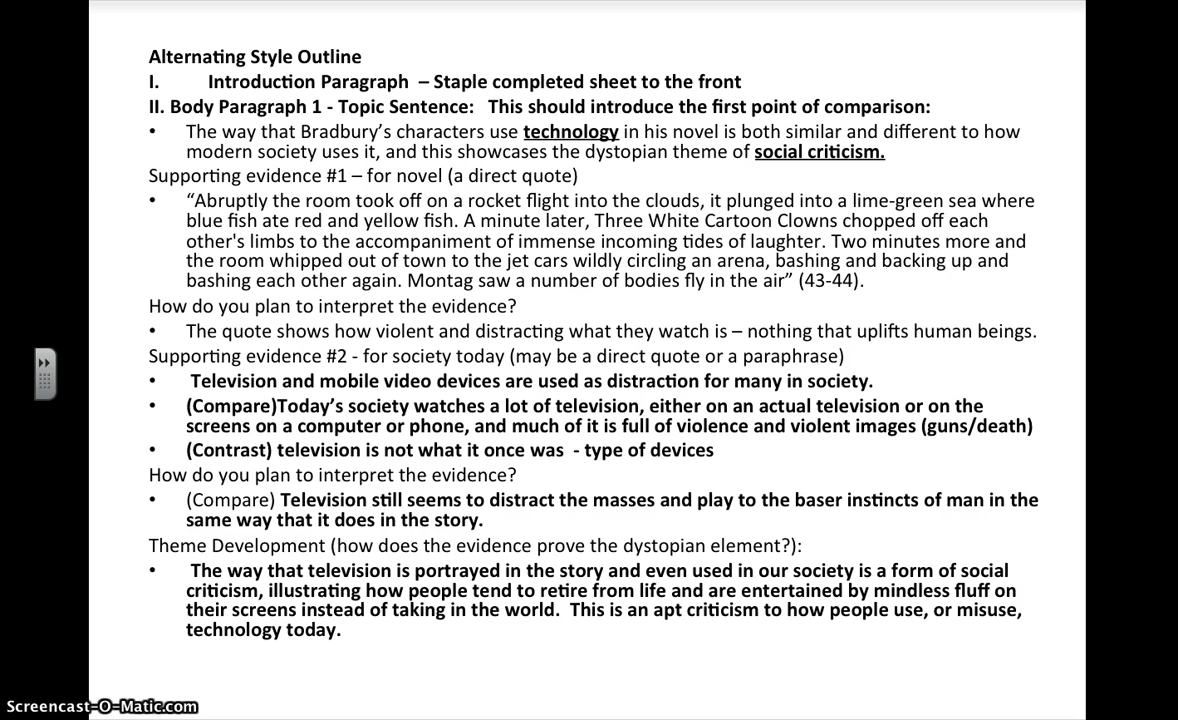 Alternating Style Outline
I. Introduction Paragraph – Staple completed sheet to the front
II. Body Paragraph 1 - Topic Sentence: This should introduce the first point of comparison:
• The way that Bradbury’s characters use technology in his novel is both similar and different to how
modern society uses it, and this showcases the dystopian theme of social criticism.
Supporting evidence #1 – for novel (a direct quote)
• “Abruptly the room took off on a rocket flight into the clouds, it plunged into a lime-green sea where
blue fish ate red and yellow fish. A minute later, Three White Cartoon Clowns chopped off each
other's limbs to the accompaniment of immense incoming tides of laughter. Two minutes more and
the room whipped out of town to the jet cars wildly circling an arena, bashing and backing up and
bashing each other again. Montag saw a number of bodies fly in the air” (43-44).
How do you plan to interpret the evidence?
• The quote shows how violent and distracting what they watch is – nothing that uplifts human beings.
Supporting evidence #2 - for society today (may be a direct quote or a paraphrase)
• Television and mobile video devices are used as distraction for many in society.
• (Compare)Today’s society watches a lot of television, either on an actual television or on the
screens on a computer or phone, and much of it is full of violence and violent images (guns/death)
• (Contrast) television is not what it once was - type of devices
How do you plan to interpret the evidence?
• (Compare) Television still seems to distract the masses and play to the baser instincts of man in the
same way that it does in the story.
Theme Development (how does the evidence prove the dystopian element?):
• The way that television is portrayed in the story and even used in our society is a form of social
criticism, illustrating how people tend to retire from life and are entertained by mindless fluff on
their screens instead of taking in the world. This is an apt criticism to how people use, or misuse,
technology today.
Screencast-O-Matic.com